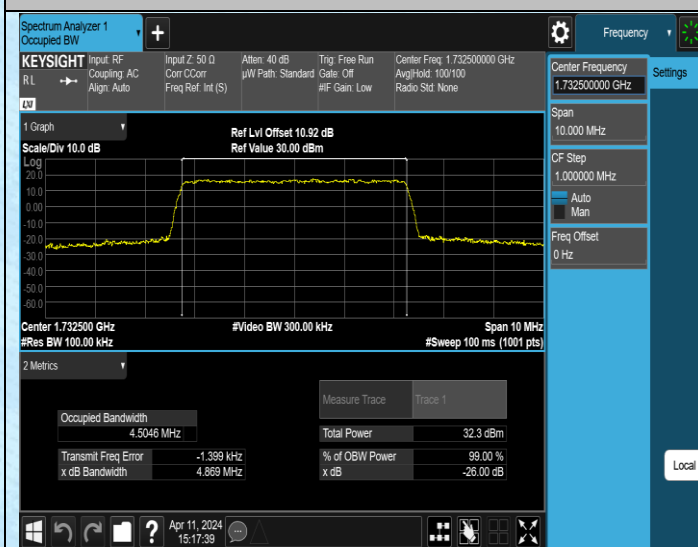 Spectrum Analyzer 1
Occupied BW
+
Frequency
KEYSIGHT
R L
LXI
Input: RF
Coupling: AC
Align: Auto
Input Z: 50 Ω
Corr CCorr
Freq Ref: Int (S)
Atten: 40 dB
µW Path: Standard
Trig: Free Run
Gate: Off
#IF Gain: Low
Center Freq: 1.732500000 GHz
Avg|Hold: 100/100
Radio Std: None
Center Frequency
1.732500000 GHz
Settings
Span
10.000 MHz
CF Step
1.000000 MHz
Auto
Man
Freq Offset
0 Hz
Local
1 Graph
Scale/Div 10.0 dB
Ref Lvl Offset 10.92 dB
Ref Value 30.00 dBm
Log
20.0
10.0
0.00
-10.0
-20.0
-30.0
-40.0
-50.0
-60.0
Center 1.732500 GHz
#Video BW 300.00 kHz
Span 10 MHz
#Res BW 100.00 kHz
#Sweep 100 ms (1001 pts)
2 Metrics
Measure Trace
Trace 1
Occupied Bandwidth
4.5046 MHz
Total Power
32.3 dBm
Transmit Freq Error
-1.399 kHz
% of OBW Power
99.00 %
x dB Bandwidth
4.869 MHz
x dB
-26.00 dB
?
Apr 11, 2024
15:17:39